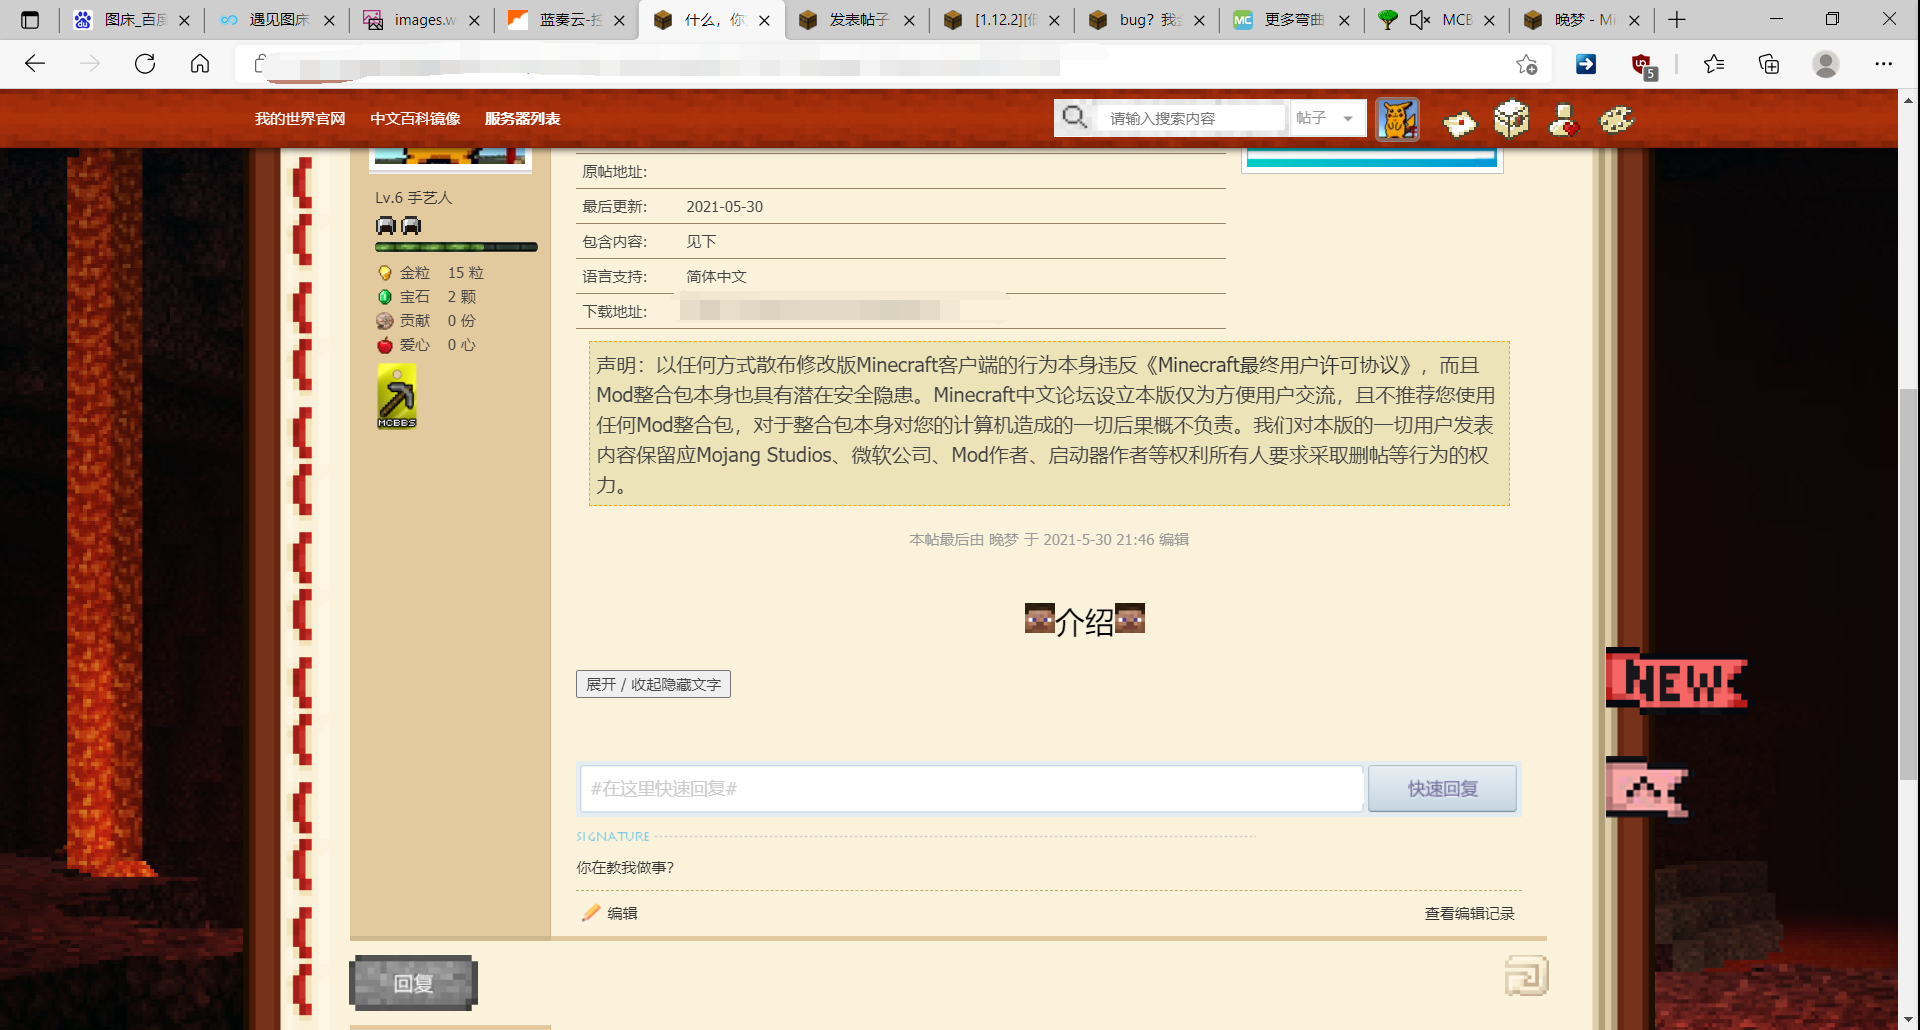 图床_百度
遇见图床
images.w
蓝奏云-控
什么，你
发表帖子
[1.12.2][
bug？我
更多弯曲
MCB
晚梦 - Mi
5
我的世界官网
中文百科镜像
服务器列表
请输入搜索内容
帖子
Lv.6 手艺人
金粒 15 粒
宝石 2 颗
贡献 0 份
爱心 0 心
MCBBS
原帖地址:
最后更新: 2021-05-30
包含内容: 见下
语言支持: 简体中文
下载地址:
声明：以任何方式散布修改版Minecraft客户端的行为本身违反《Minecraft最终用户许可协议》，而且
Mod整合包本身也具有潜在安全隐患。Minecraft中文论坛设立本版仅为方便用户交流，且不推荐您使用
任何Mod整合包，对于整合包本身对您的计算机造成的一切后果概不负责。我们对本版的一切用户发表
内容保留应Mojang Studios、微软公司、Mod作者、启动器作者等权利所有人要求采取删帖等行为的权
力。
本帖最后由 晚梦 于 2021-5-30 21:46 编辑
介绍
展开 / 收起隐藏文字
NEW
#在这里快速回复#
快速回复
SIGNATURE
你在教我做事?
编辑
查看编辑记录
回复